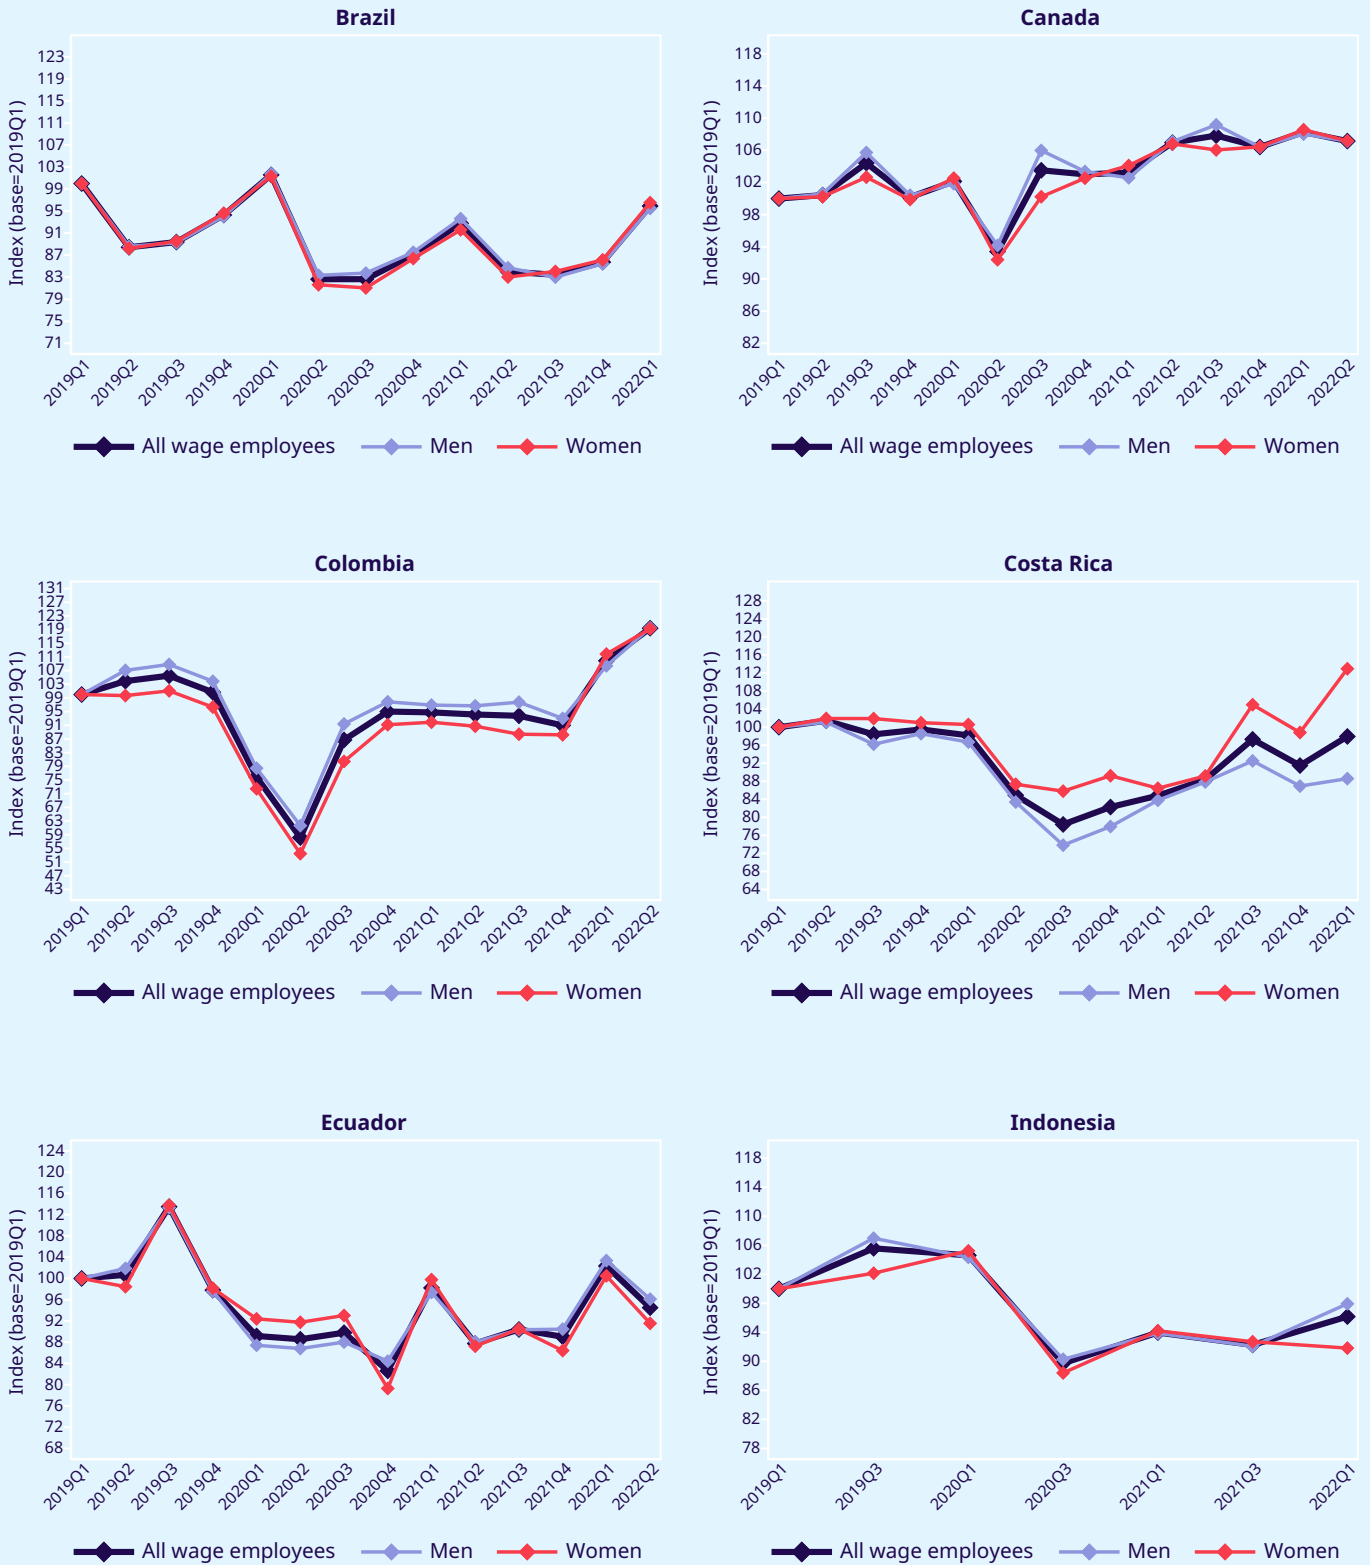 Brazil
Index (base=2019Q1)
123
119
115
111
107
103
99
95
91
87
83
79
75
71
2019Q1
2019Q2
2019Q3
2019Q4
2020Q1
2020Q2
2020Q3
2020Q4
2021Q1
2021Q2
2021Q3
2021Q4
2022Q1
All wage employees Men Women
Canada
Index (base=2019Q1)
118
114
110
106
102
98
94
90
86
82
2019Q1
2019Q2
2019Q3
2019Q4
2020Q1
2020Q2
2020Q3
2020Q4
2021Q1
2021Q2
2021Q3
2021Q4
2022Q1
2022Q2
All wage employees Men Women
Colombia
Index (base=2019Q1)
131
127
123
119
115
111
107
103
99
95
91
87
83
79
75
71
67
63
59
55
51
47
43
2019Q1
2019Q2
2019Q3
2019Q4
2020Q1
2020Q2
2020Q3
2020Q4
2021Q1
2021Q2
2021Q3
2021Q4
2022Q1
2022Q2
All wage employees Men Women
Costa Rica
Index (base=2019Q1)
128
124
120
116
112
108
104
100
96
92
88
84
80
76
72
68
64
2019Q1
2019Q2
2019Q3
2019Q4
2020Q1
2020Q2
2020Q3
2020Q4
2021Q1
2021Q2
2021Q3
2021Q4
2022Q1
All wage employees Men Women
Ecuador
Index (base=2019Q1)
124
120
116
112
108
104
100
96
92
88
84
80
76
72
68
2019Q1
2019Q2
2019Q3
2019Q4
2020Q1
2020Q2
2020Q3
2020Q4
2021Q1
2021Q2
2021Q3
2021Q4
2022Q1
2022Q2
All wage employees Men Women
Indonesia
Index (base=2019Q1)
118
114
110
106
102
98
94
90
86
82
78
2019Q1
2019Q3
2020Q1
2020Q3
2021Q1
2021Q3
2022Q1
All wage employees Men Women